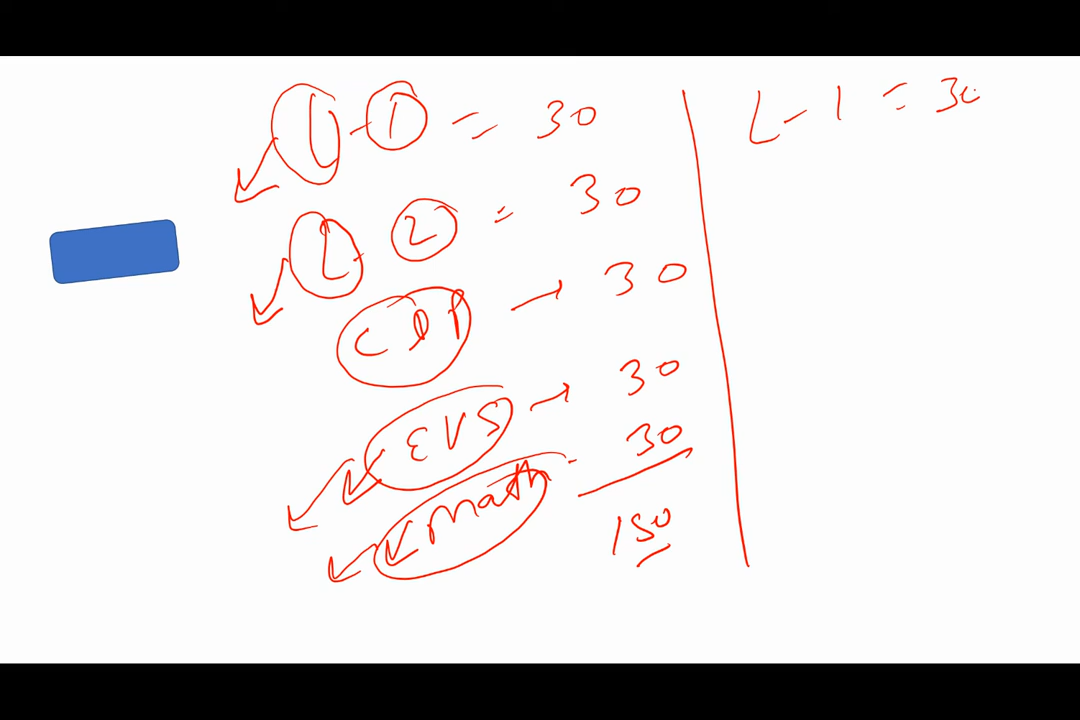 L - 1 = 30
L - 2 = 30
CDP → 30
EVS → 30
Math - 30
150
L - 1 = 30